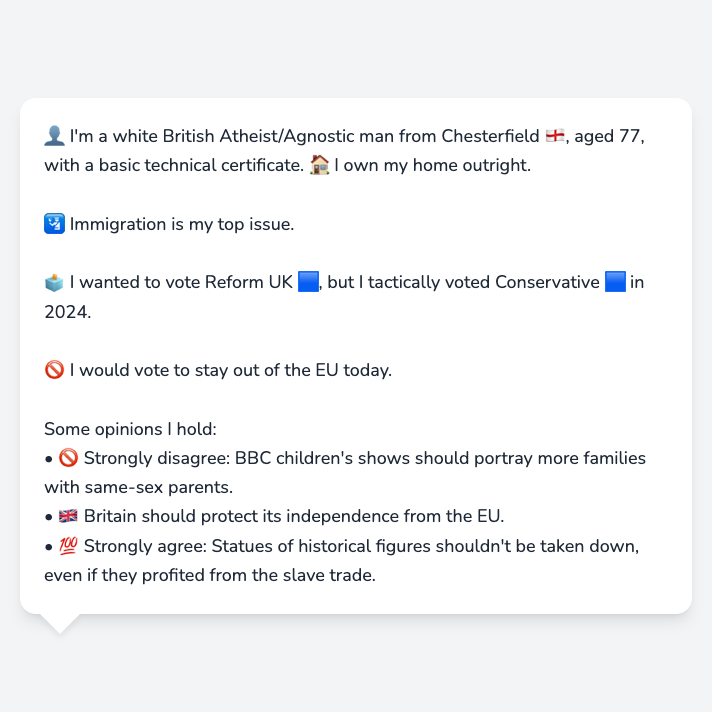 👤 I'm a white British Atheist/Agnostic man from Chesterfield 🏴󠁧󠁢󠁥󠁮󠁧󠁿, aged 77,
with a basic technical certificate. 🏠 I own my home outright.
🛂 Immigration is my top issue.
🗳️ I wanted to vote Reform UK 🟦, but I tactically voted Conservative 🟦 in
2024.
🚫 I would vote to stay out of the EU today.
Some opinions I hold:
• 🚫 Strongly disagree: BBC children's shows should portray more families
with same-sex parents.
• 🇬🇧 Britain should protect its independence from the EU.
• 💯 Strongly agree: Statues of historical figures shouldn't be taken down,
even if they profited from the slave trade.